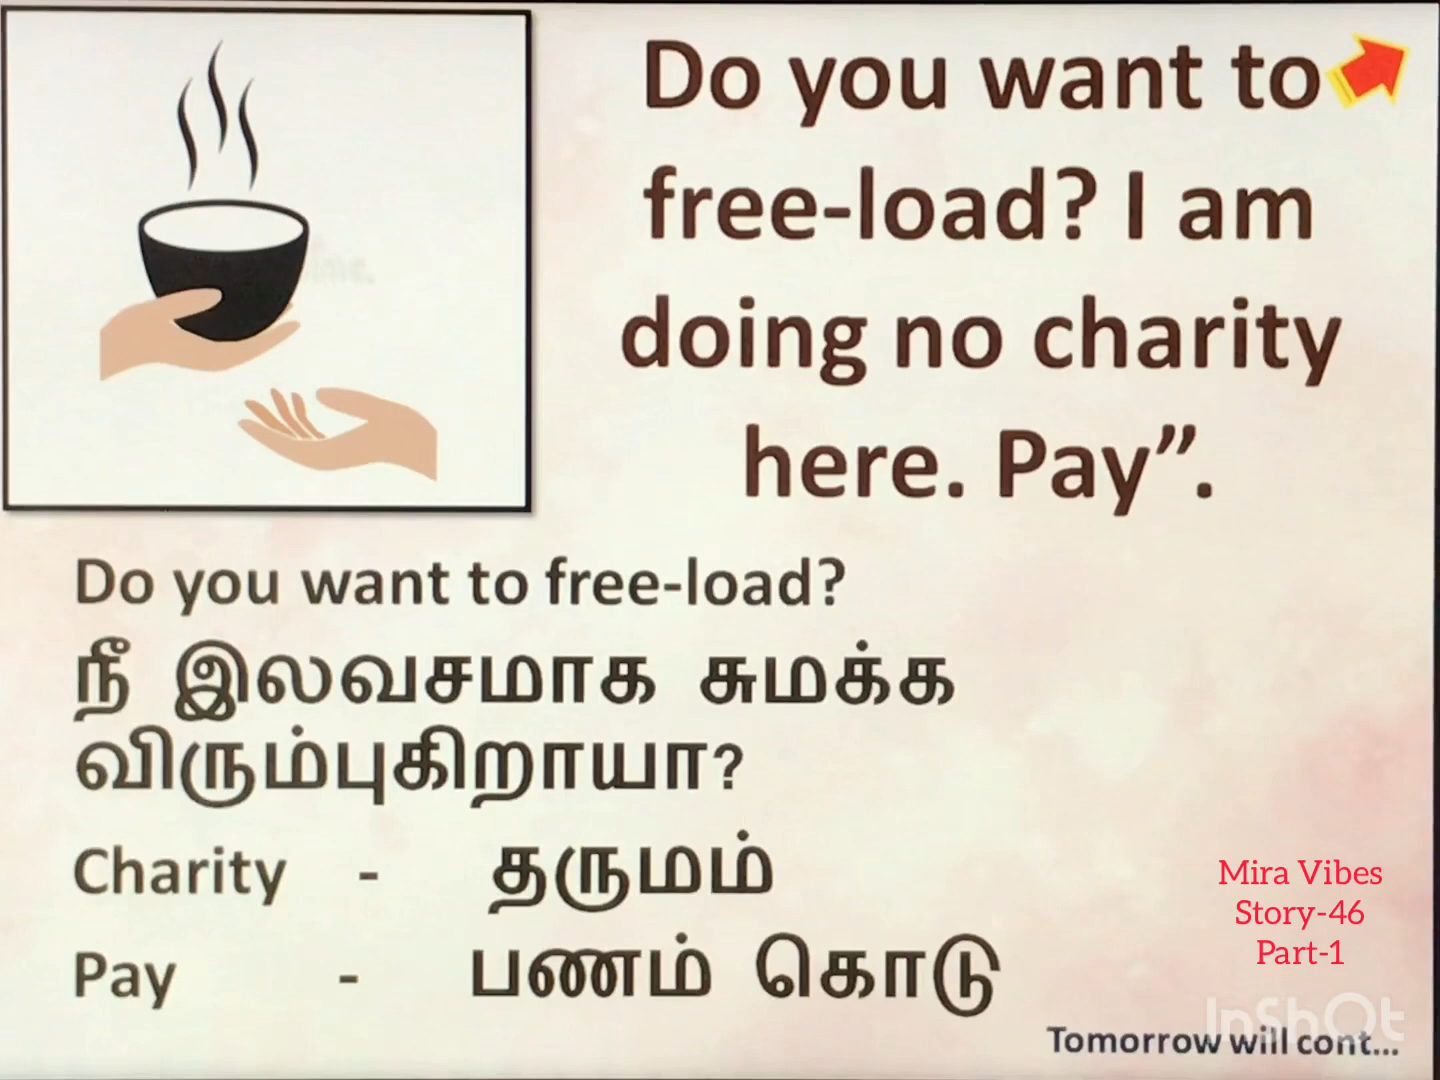 Do you want to
free-load? I am
doing no charity
here. Pay”.
Do you want to free-load?
நீ இலவசமாக சுமக்க
விரும்புகிறாயா?
Charity - தருமம்
Pay - பணம் கொடு
Mira Vibes
Story-46
Part-1
InShOt
Tomorrow will cont...